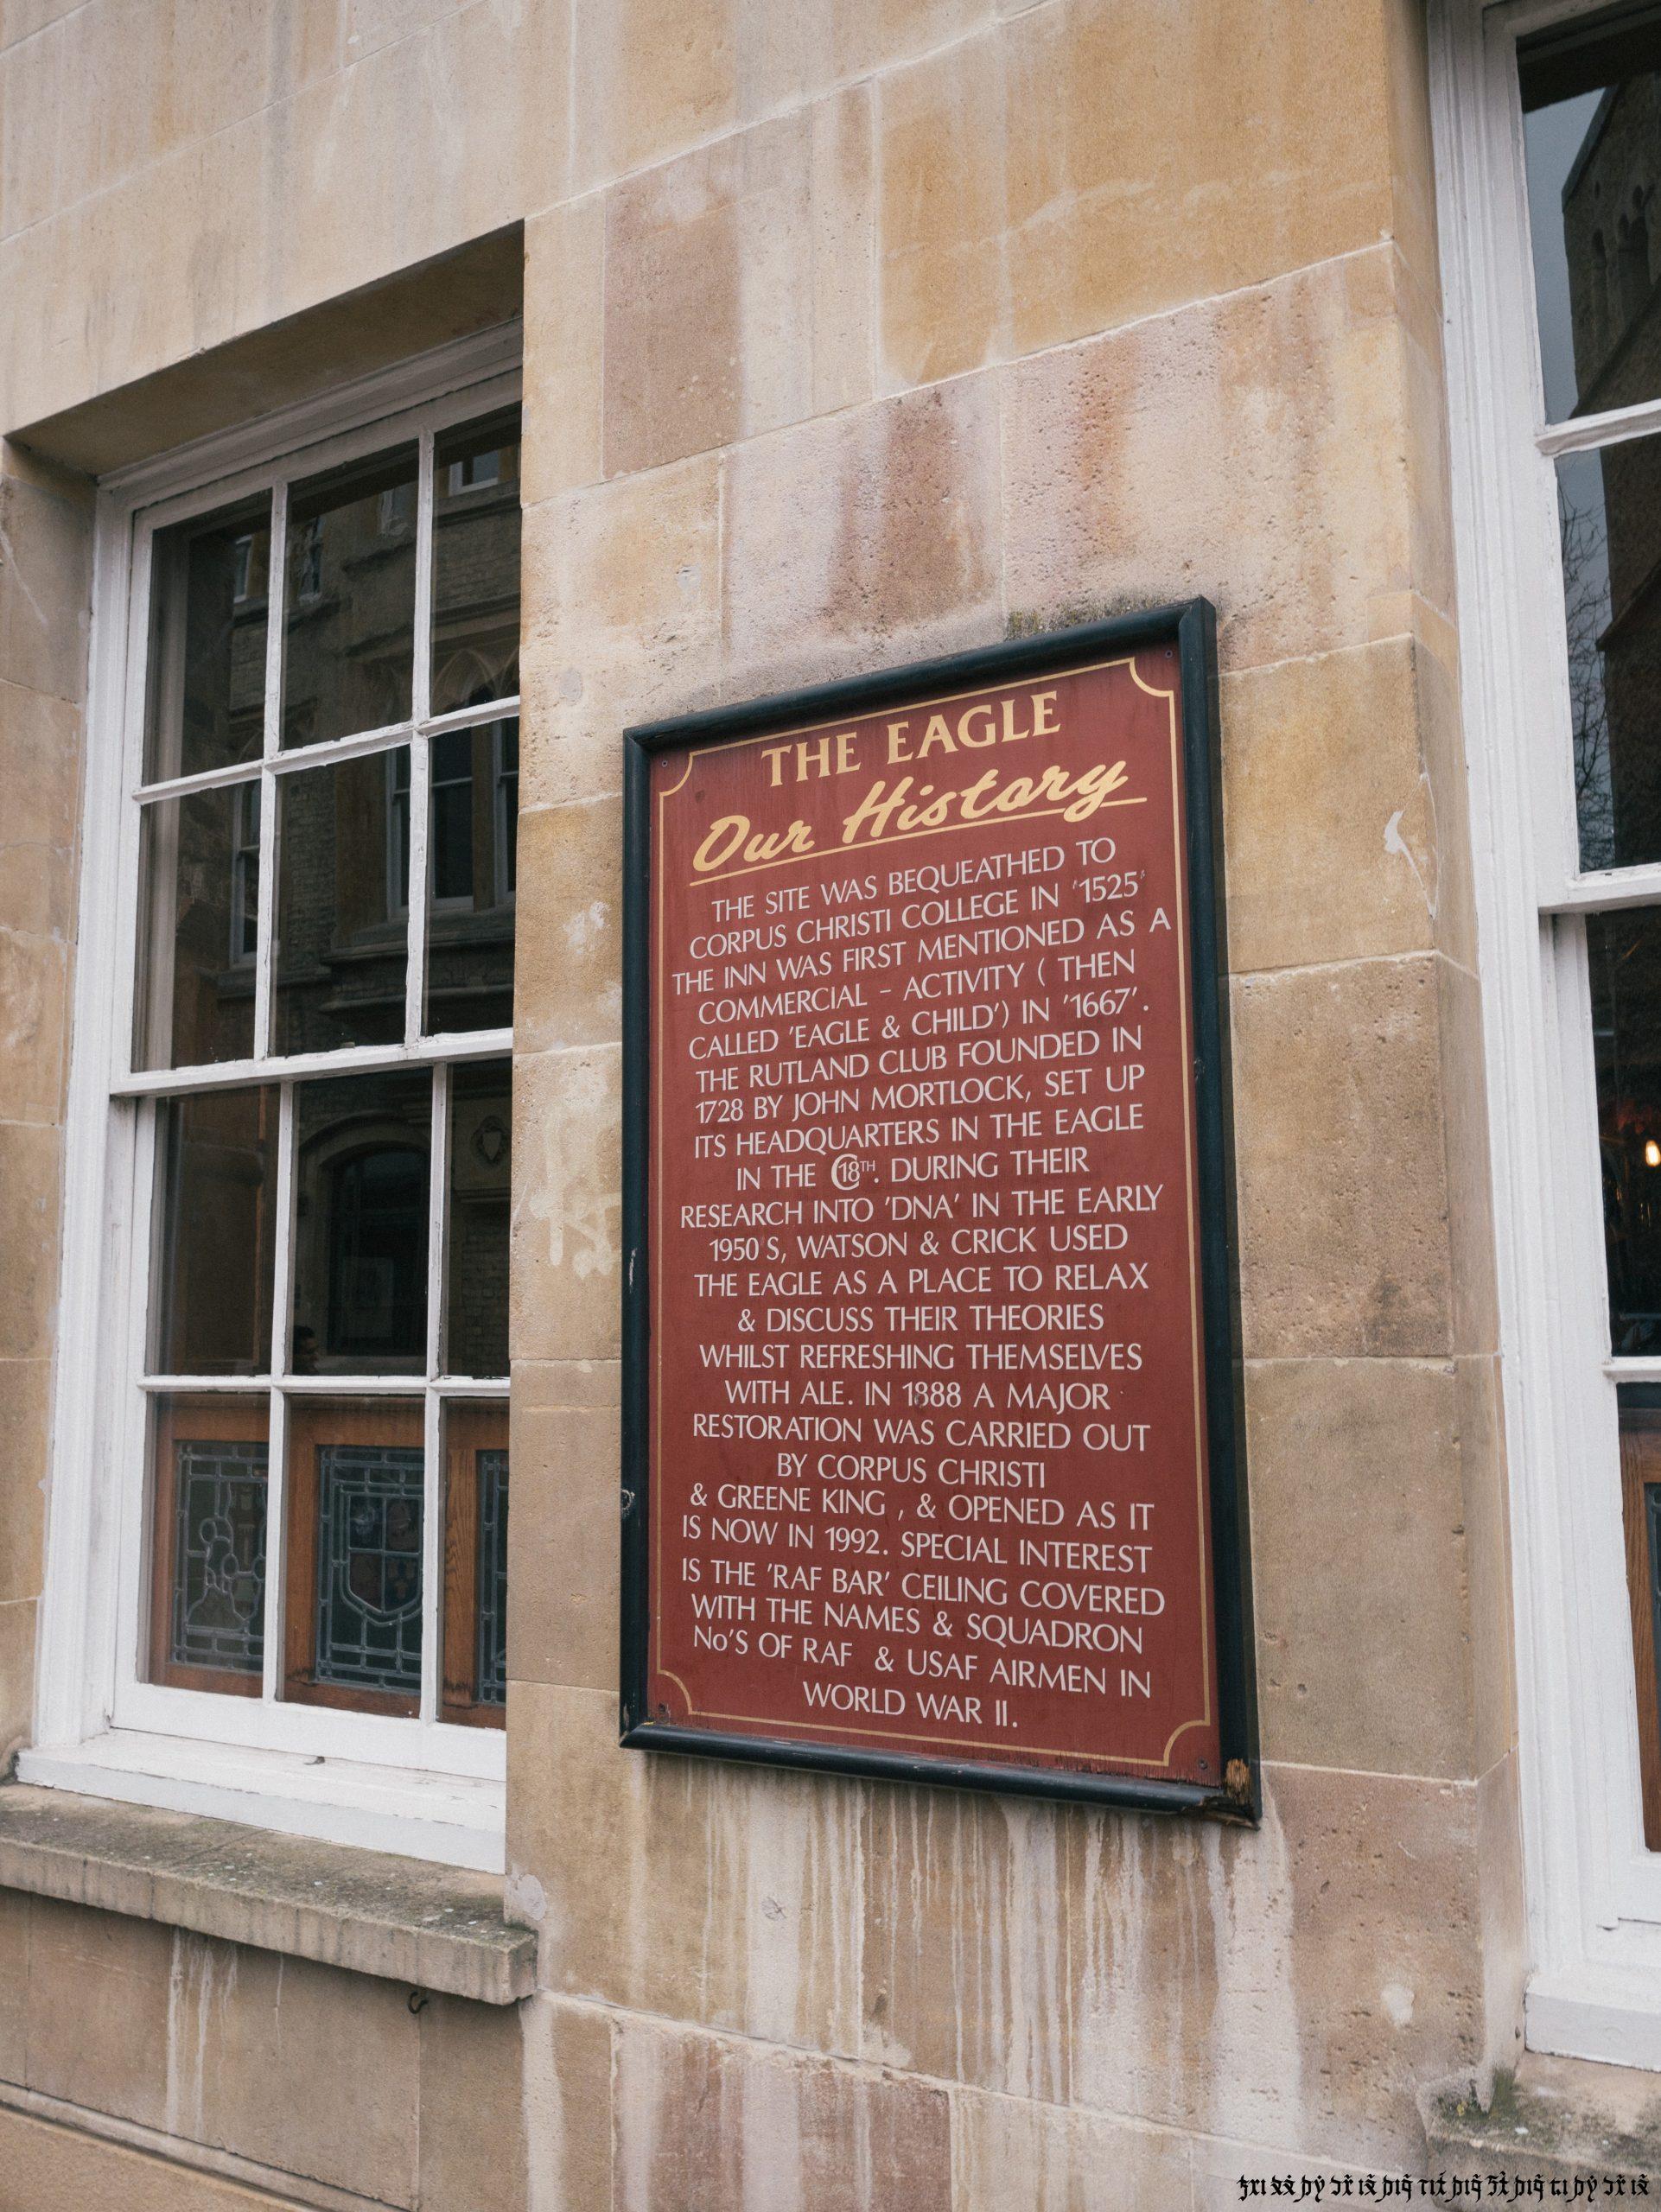 THE EAGLE
Our History
THE SITE WAS BEQUEATHED TO
CORPUS CHRISTI COLLEGE IN '1525'
THE INN WAS FIRST MENTIONED AS A
COMMERCIAL - ACTIVITY ( THEN
CALLED 'EAGLE & CHILD') IN '1667'.
THE RUTLAND CLUB FOUNDED IN
1728 BY JOHN MORTLOCK, SET UP
ITS HEADQUARTERS IN THE EAGLE
IN THE C18TH. DURING THEIR
RESEARCH INTO 'DNA' IN THE EARLY
1950 S, WATSON & CRICK USED
THE EAGLE AS A PLACE TO RELAX
& DISCUSS THEIR THEORIES
WHILST REFRESHING THEMSELVES
WITH ALE. IN 1888 A MAJOR
RESTORATION WAS CARRIED OUT
BY CORPUS CHRISTI
& GREENE KING , & OPENED AS IT
IS NOW IN 1992. SPECIAL INTEREST
IS THE 'RAF BAR' CEILING COVERED
WITH THE NAMES & SQUADRON
No'S OF RAF & USAF AIRMEN IN
WORLD WAR II.